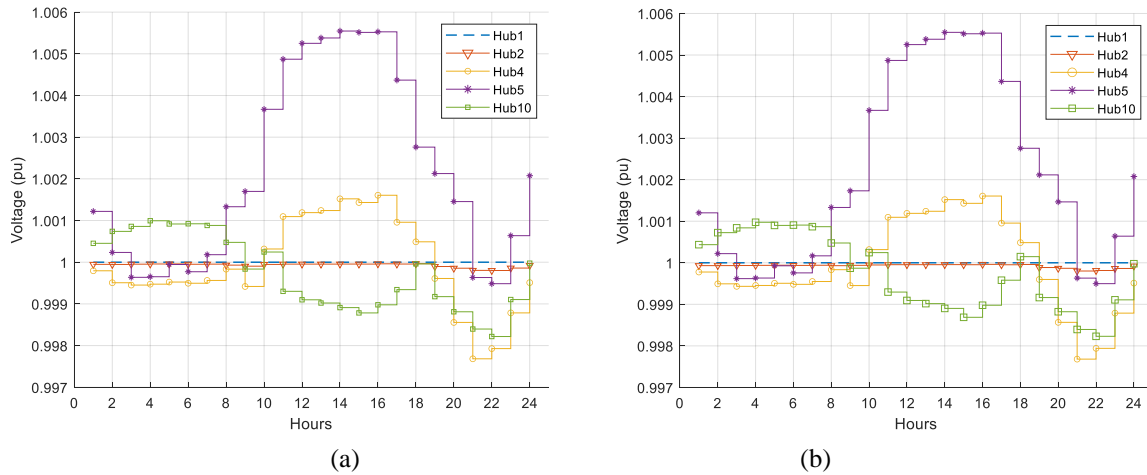 1.006
1.005
1.004
1.003
1.002
1.001
1
0.999
0.998
0.997
Voltage (pu)
0 2 4 6 8 10 12 14 16 18 20 22 24
Hours
Hub1
Hub2
Hub4
Hub5
Hub10
(a)
1.006
1.005
1.004
1.003
1.002
1.001
1
0.999
0.998
0.997
Voltage (pu)
0 2 4 6 8 10 12 14 16 18 20 22 24
Hours
Hub1
Hub2
Hub4
Hub5
Hub10
(b)